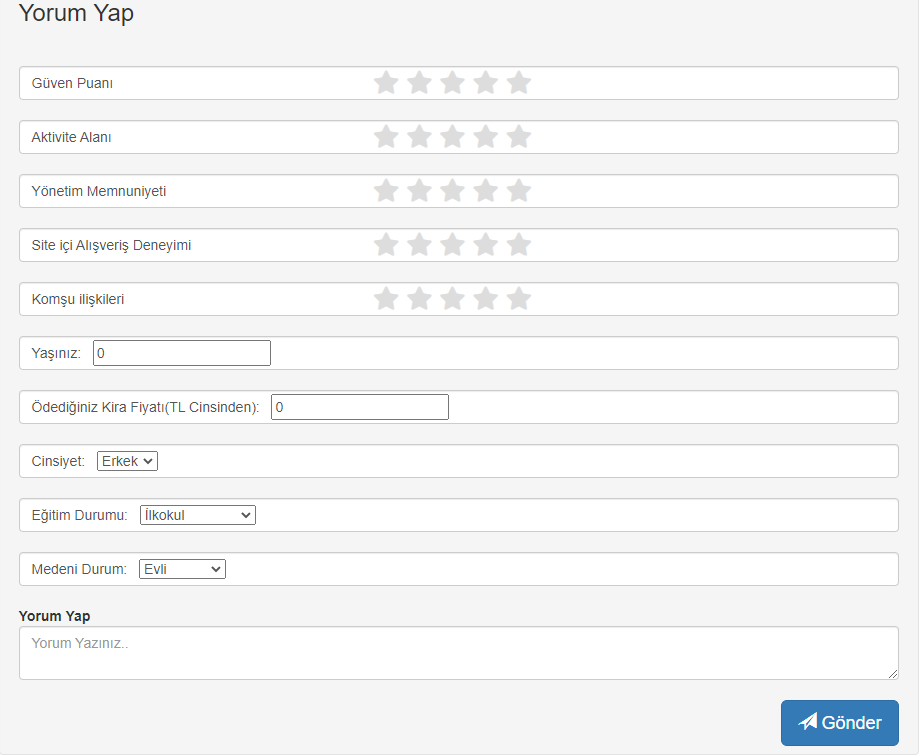 Yorum Yap
Güven Puanı
Aktivite Alanı
Yönetim Memnuniyeti
Site içi Alışveriş Deneyimi
Komşu ilişkileri
Yaşınız: 0
Ödediğiniz Kira Fiyatı(TL Cinsinden): 0
Cinsiyet: Erkek
Eğitim Durumu: İlkokul
Medeni Durum: Evli
Yorum Yap
Yorum Yazınız..
Gönder